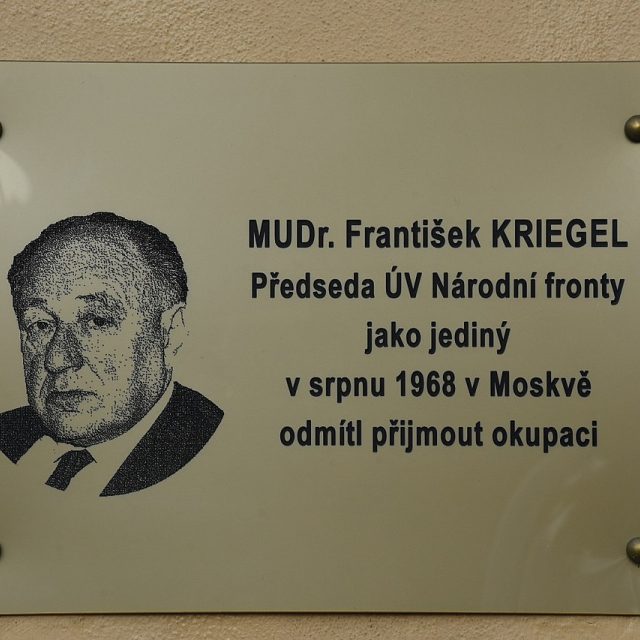 MUDr. František KRIEGEL
Předseda ÚV Národní fronty
jako jediný
v srpnu 1968 v Moskvě
odmítl přijmout okupaci